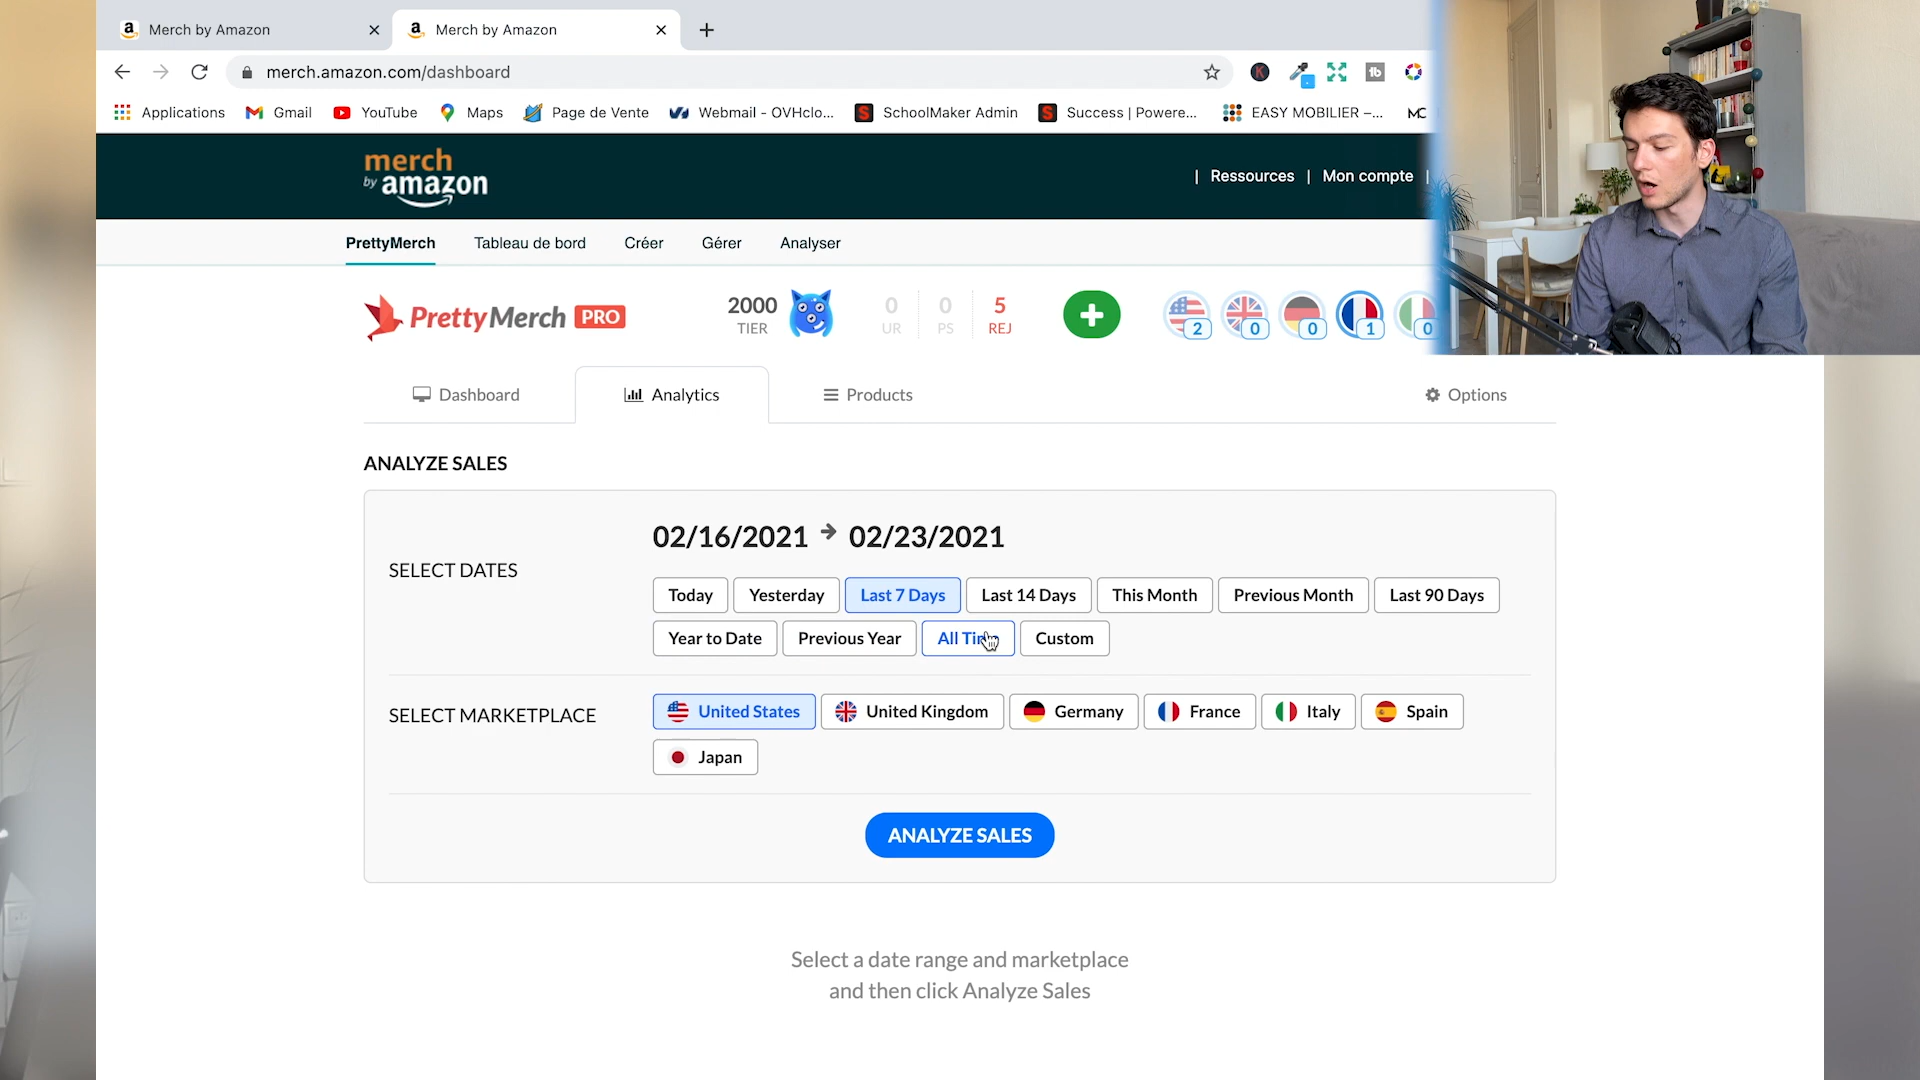 Merch by Amazon
Merch by Amazon
merch.amazon.com/dashboard
Applications Gmail YouTube Maps Page de Vente Webmail - OVHclo... SchoolMaker Admin Success | Powere... EASY MOBILIER –... MC
merch
by amazon
| Ressources | Mon compte |
PrettyMerch Tableau de bord Créer Gérer Analyser
PrettyMerch PRO
2000
TIER
0
UR
0
PS
5
REJ
2 0 0 1 0
Dashboard Analytics Products Options
ANALYZE SALES
02/16/2021 → 02/23/2021
SELECT DATES
Today Yesterday Last 7 Days Last 14 Days This Month Previous Month Last 90 Days
Year to Date Previous Year All Time Custom
SELECT MARKETPLACE
United States United Kingdom Germany France Italy Spain
Japan
ANALYZE SALES
Select a date range and marketplace
and then click Analyze Sales